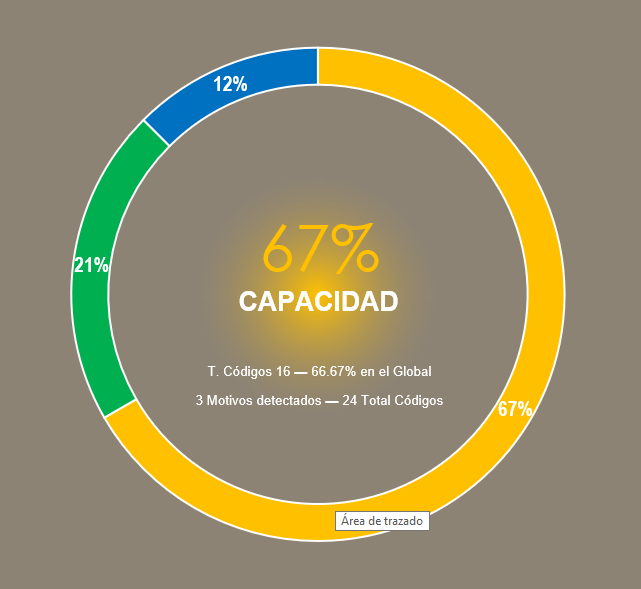 12%
67%
21%
CAPACIDAD
T. Códigos 16 — 66.67% en el Global
3 Motivos detectados — 24 Total Códigos
67%
Área de trazado